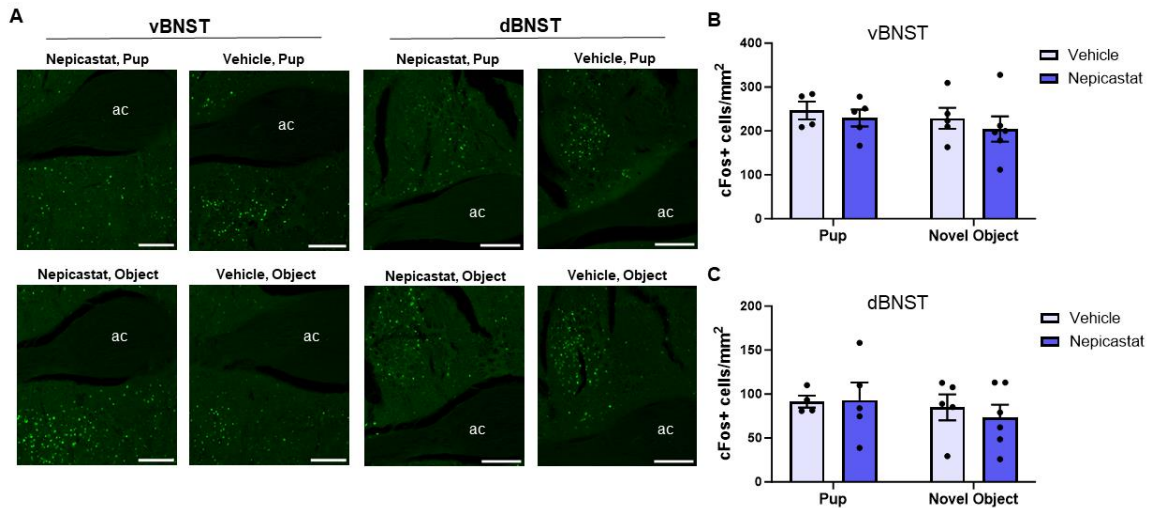 A
vBNST
dBNST
Nepicastat, Pup
Vehicle, Pup
Nepicastat, Pup
Vehicle, Pup
ac
ac
ac
ac
Nepicastat, Object
Vehicle, Object
Nepicastat, Object
Vehicle, Object
ac
ac
ac
ac
B
vBNST
cFos+ cells/mm²
400
300
200
100
0
Pup
Novel Object
Vehicle
Nepicastat
C
dBNST
cFos+ cells/mm²
200
150
100
50
0
Pup
Novel Object
Vehicle
Nepicastat